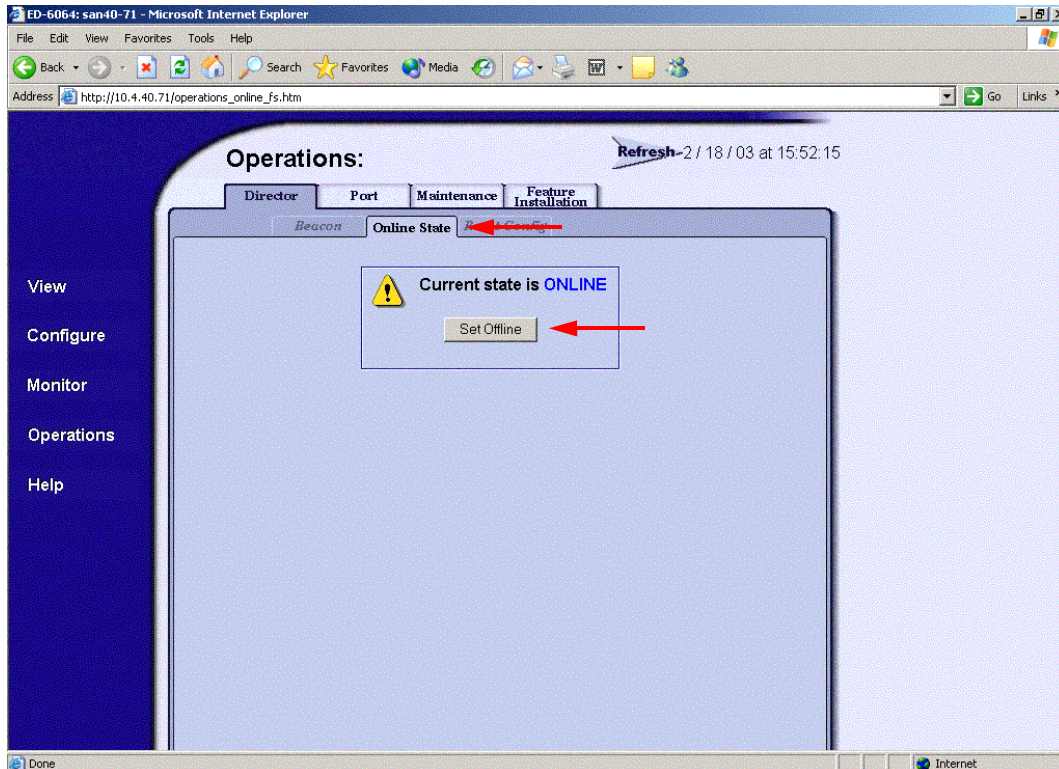 ED-6064: san40-71 - Microsoft Internet Explorer
File Edit View Favorites Tools Help
Back Search Favorites Media
Address http://10.4.40.71/operations_online_fs.htm Go Links
Operations:
Refresh-2 / 18 / 03 at 15:52:15
Director Port Maintenance Feature Installation
Beacon Online State Config
Current state is ONLINE
Set Offline
View
Configure
Monitor
Operations
Help
Done Internet